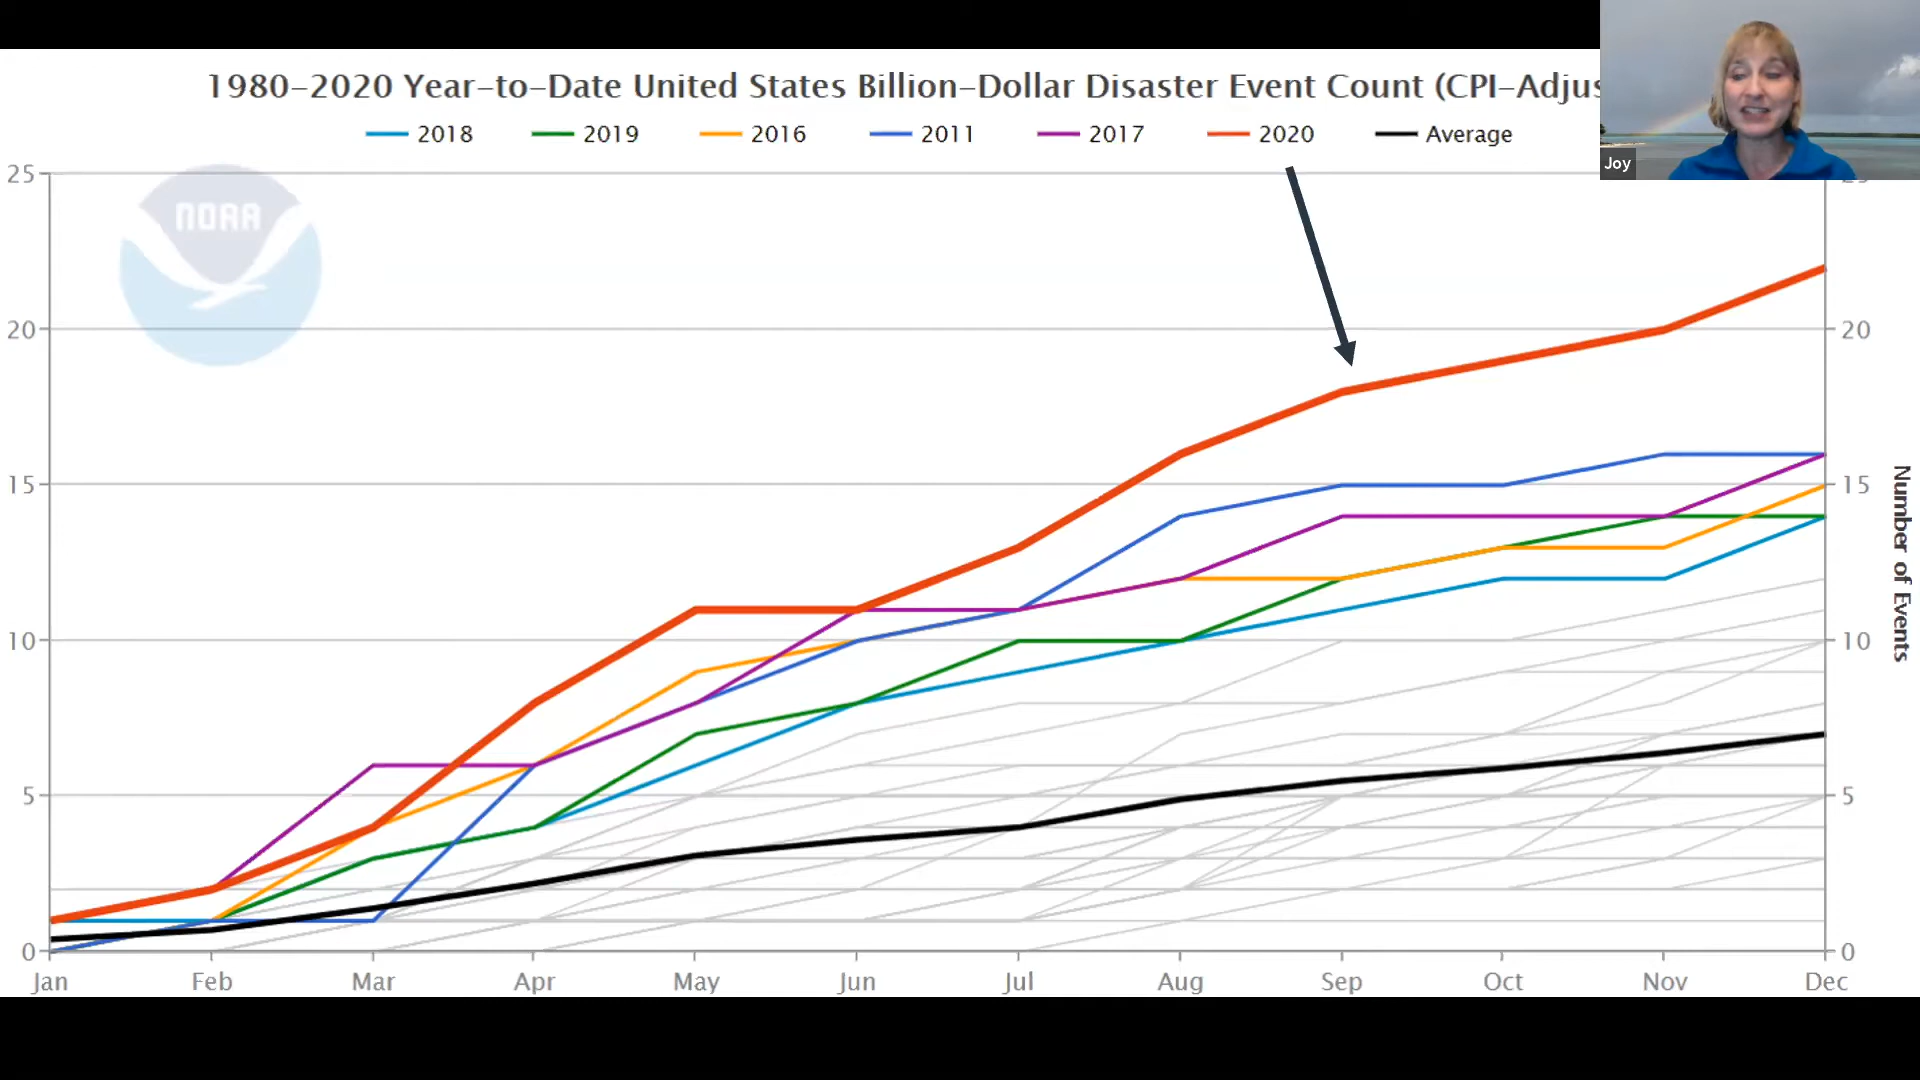 1980-2020 Year-to-Date United States Billion-Dollar Disaster Event Count (CPI-Adjus
2018 2019 2016 2011 2017 2020 Average
Joy
NOAA
25
20
15
10
5
0
20
15
10
5
0
Number of Events
Jan Feb Mar Apr May Jun Jul Aug Sep Oct Nov Dec